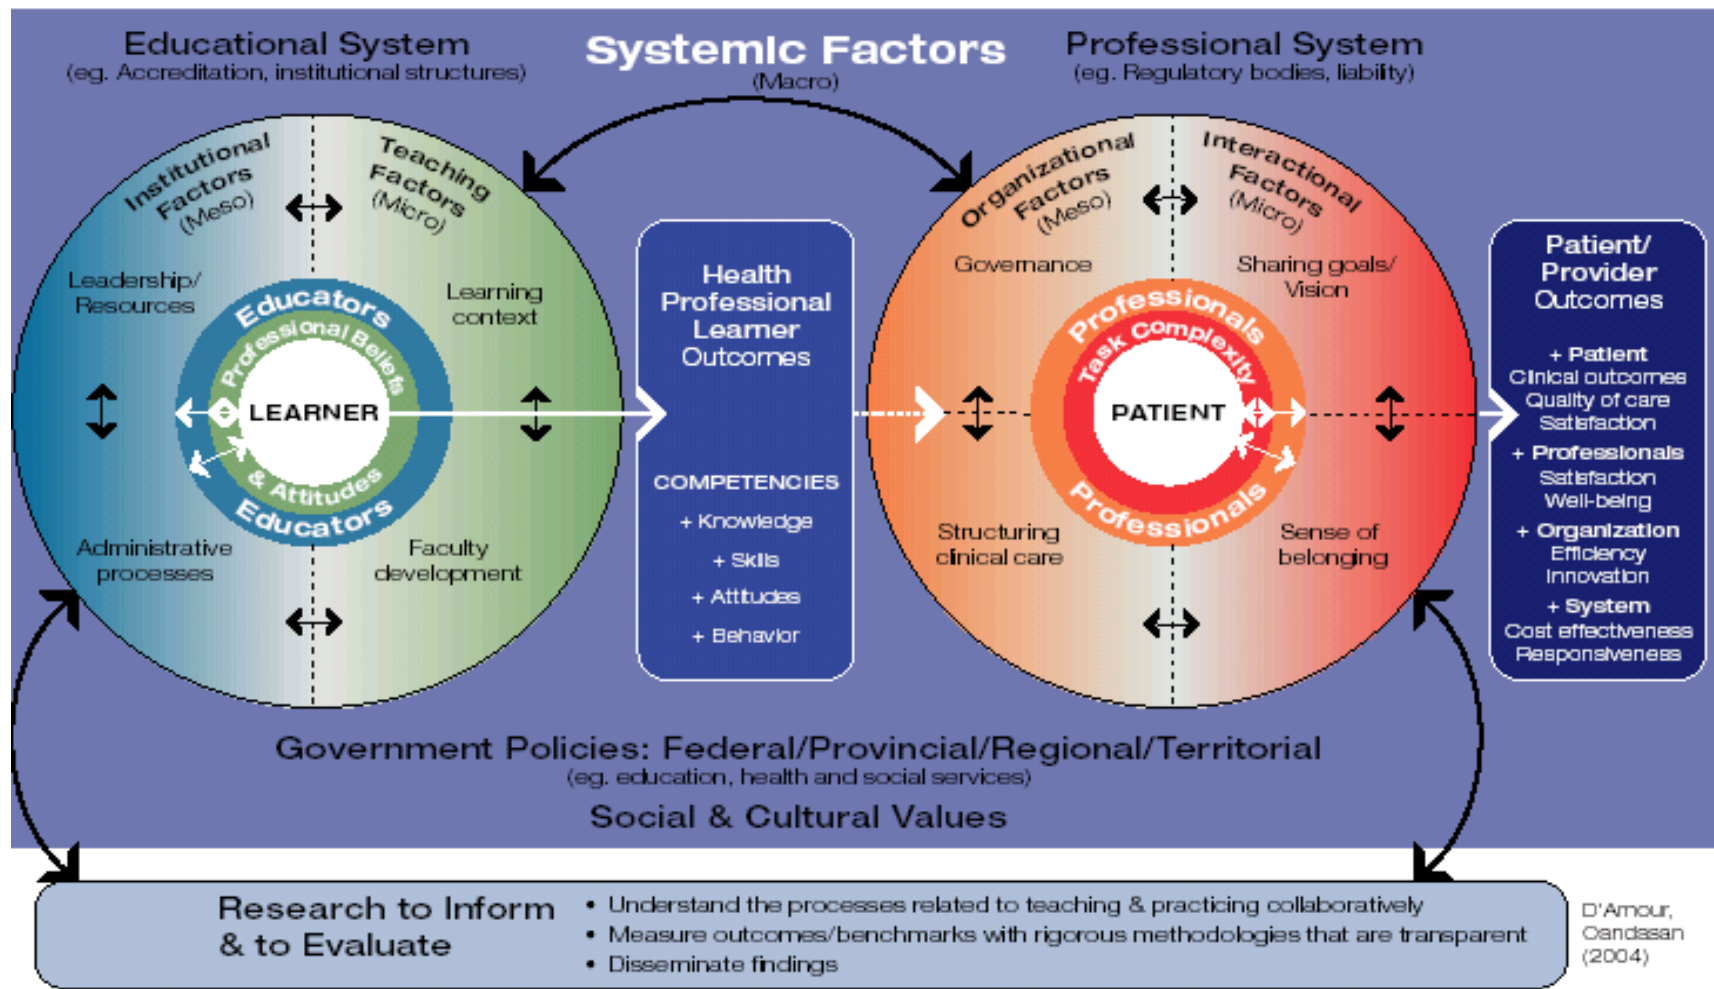 Educational System
(eg. Accreditation, institutional structures)
Systemic Factors
(Macro)
Professional System
(eg. Regulatory bodies, liability)
Institutional
Factors
(Meso)
Teaching
Factors
(Micro)
Leadership/
Resources
Learning
context
Educators
Professional Beliefs
LEARNER
& Attitudes
Educators
Administrative
processes
Faculty
development
Health
Professional
Learner
Outcomes
COMPETENCIES
+ Knowledge
+ Skills
+ Attitudes
+ Behavior
Organizational
Factors
(Meso)
Interactional
Factors
(Micro)
Governance
Sharing goals/
Vision
Professionals
Task Complexity
PATIENT
Professionals
Structuring
clinical care
Sense of
belonging
Patient/
Provider
Outcomes
+ Patient
Clinical outcomes
Quality of care
Satisfaction
+ Professionals
Satisfaction
Well-being
+ Organization
Efficiency
Innovation
+ System
Cost effectiveness
Responsiveness
Government Policies: Federal/Provincial/Regional/Territorial
(eg. education, health and social services)
Social & Cultural Values
Research to Inform
& to Evaluate
• Understand the processes related to teaching & practicing collaboratively
• Measure outcomes/benchmarks with rigorous methodologies that are transparent
• Disseminate findings
D'Amour,
Oandasan
(2004)